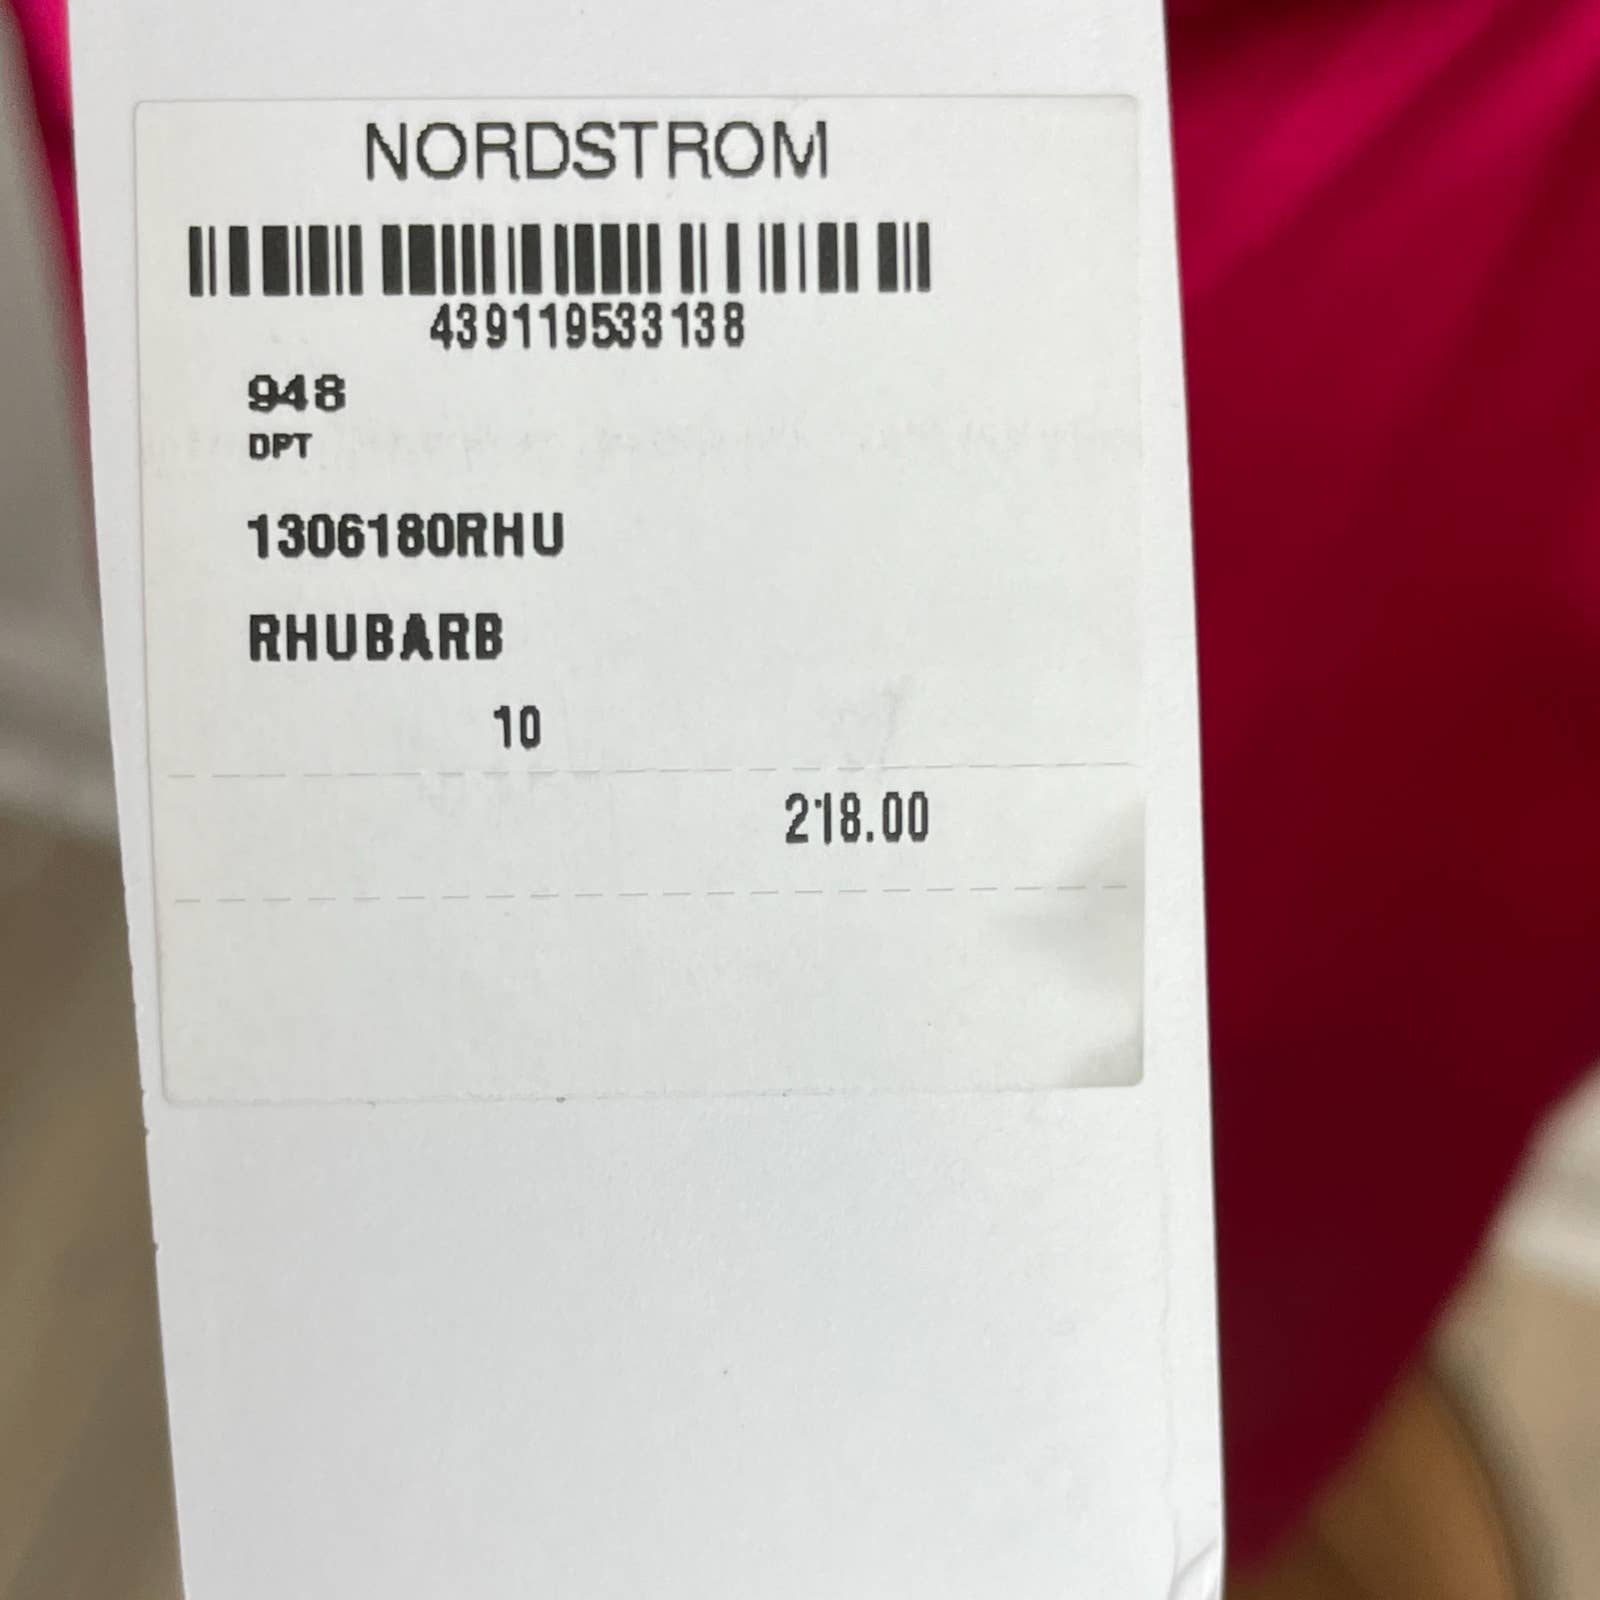 NORDSTROM
439119533138
948
DPT
1306180RHU
RHUBARB
10
218.00